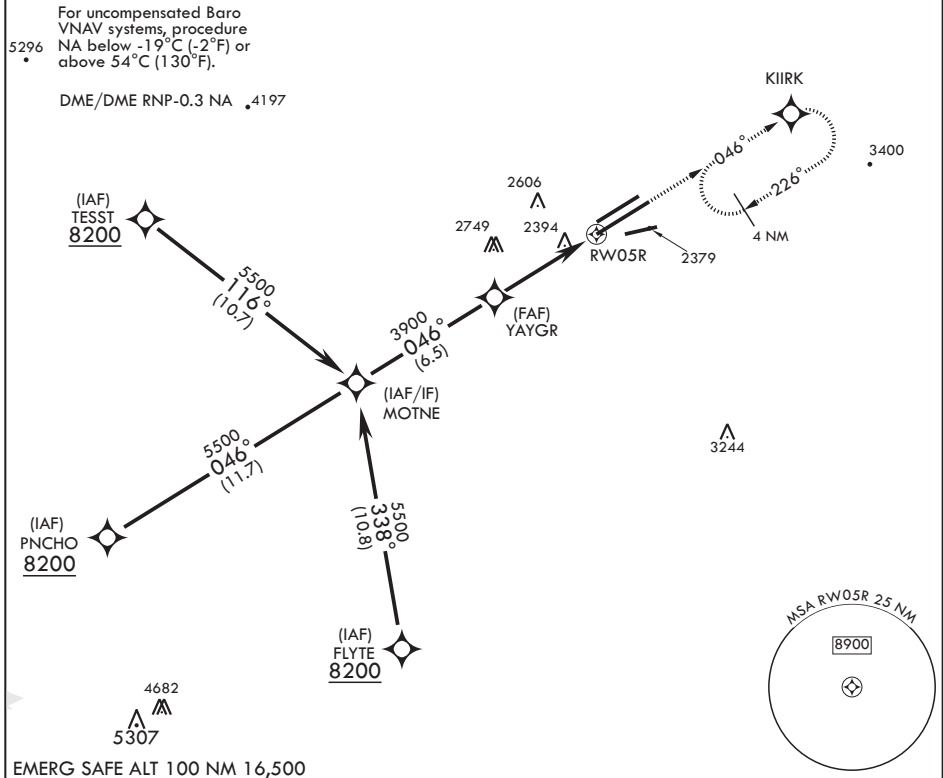 For uncompensated Baro
VNAV systems, procedure
NA below -19°C (-2°F) or
above 54°C (130°F).
5296
DME/DME RNP-0.3 NA
4197
KIIRK
046°
3400
226°
4 NM
2606
2749
2394
RW05R
2379
(IAF)
TESST
8200
5500
116°
(10.7)
(FAF)
YAYGR
3900
046°
(6.5)
(IAF/IF)
MOTNE
3244
5500
046°
(11.7)
(IAF)
PNCHO
8200
5500
338°
(10.8)
(IAF)
FLYTE
8200
MSA RW05R 25 NM
8900
4682
5307
EMERG SAFE ALT 100 NM 16,500